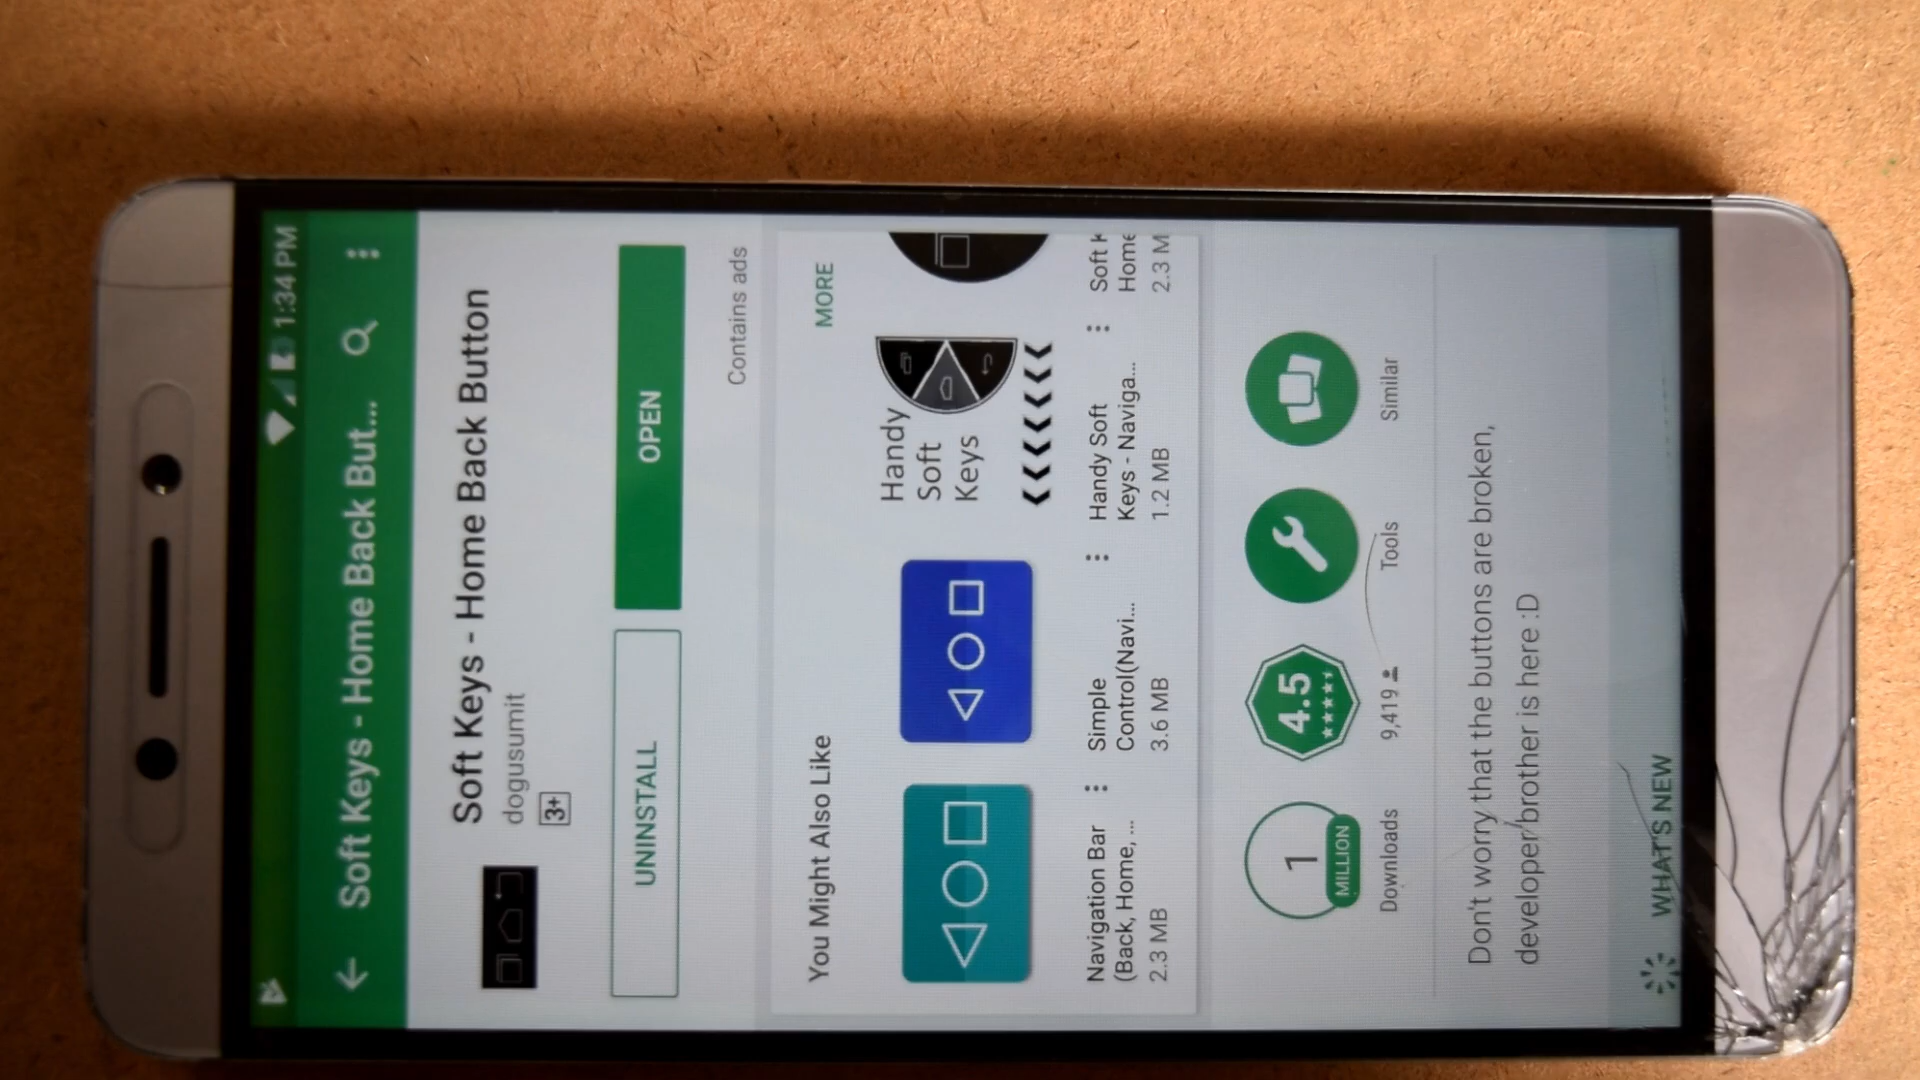 1:34 PM
Soft Keys - Home Back But...
Soft Keys - Home Back Button
dogusumit
3+
UNINSTALL
OPEN
Contains ads
You Might Also Like
MORE
Handy
Soft
Keys
Navigation Bar
(Back, Home, ...
2.3 MB
Simple
Control(Navi...
3.6 MB
Handy Soft
Keys - Naviga...
1.2 MB
Soft K
Home
2.3 M
1
MILLION
Downloads
4.5
9,419
Tools
Similar
Don't worry that the buttons are broken,
developer brother is here :D
WHAT'S NEW